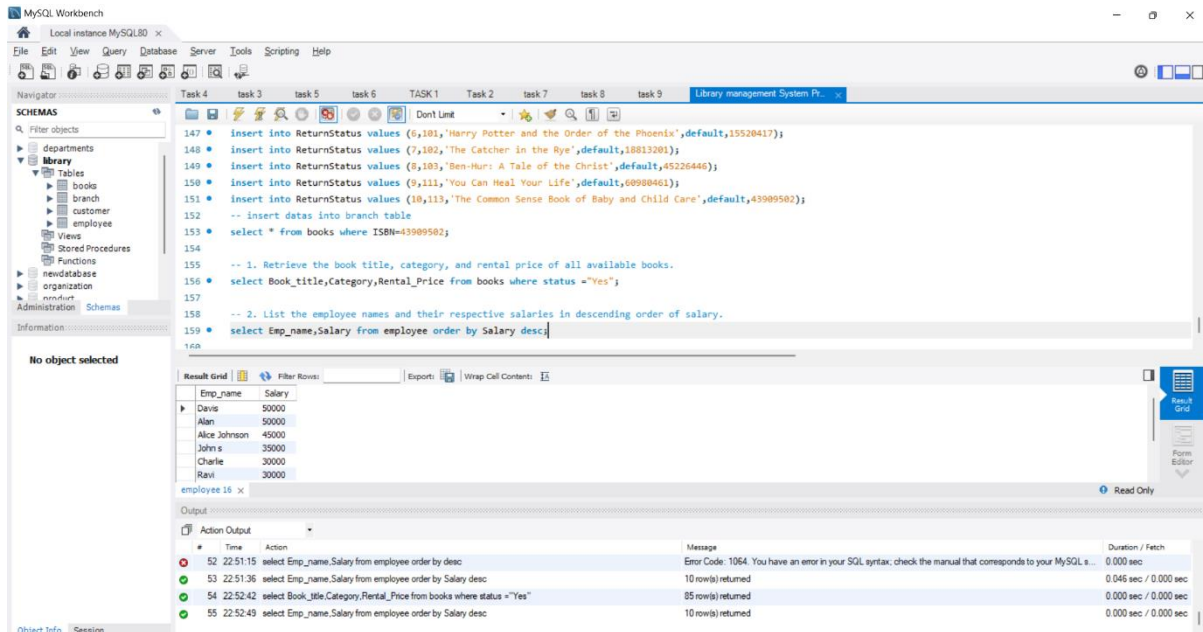 MySQL Workbench
Local instance MySQL80
File Edit View Query Database Server Tools Scripting Help
Navigator
SCHEMAS
Filter objects
departments
library
Tables
books
branch
customer
employee
Views
Stored Procedures
Functions
newdatabase
organization
product
Administration Schemas
Information
No object selected
Object Info Session
Task 4 task 3 task 5 task 6 TASK 1 Task 2 task 7 task 8 task 9 Library management System Pr...
Don't Limit
147 insert into ReturnStatus values (6,101,'Harry Potter and the Order of the Phoenix',default,15520417);
148 insert into ReturnStatus values (7,102,'The Catcher in the Rye',default,18813201);
149 insert into ReturnStatus values (8,103,'Ben-Hur: A Tale of the Christ',default,45226446);
150 insert into ReturnStatus values (9,111,'You Can Heal Your Life',default,60980461);
151 insert into ReturnStatus values (10,113,'The Common Sense Book of Baby and Child Care',default,43909502);
152 -- insert datas into branch table
153 select * from books where ISBN=43909502;
154
155 -- 1. Retrieve the book title, category, and rental price of all available books.
156 select Book_title,Category,Rental_Price from books where status ="Yes";
157
158 -- 2. List the employee names and their respective salaries in descending order of salary.
159 select Emp_name,Salary from employee order by Salary desc;
160
Result Grid Filter Rows: Export: Wrap Cell Content:
Emp_name Salary
Davis 50000
Alan 50000
Alice Johnson 45000
John s 35000
Charlie 30000
Ravi 30000
Result Grid
Form Editor
employee 16 Read Only
Output
Action Output
# Time Action Message Duration / Fetch
52 22:51:15 select Emp_name,Salary from employee order by desc Error Code: 1064. You have an error in your SQL syntax; check the manual that corresponds to your MySQL s... 0.000 sec
53 22:51:36 select Emp_name,Salary from employee order by Salary desc 10 row(s) returned 0.046 sec / 0.000 sec
54 22:52:42 select Book_title,Category,Rental_Price from books where status ="Yes" 85 row(s) returned 0.000 sec / 0.000 sec
55 22:52:49 select Emp_name,Salary from employee order by Salary desc 10 row(s) returned 0.000 sec / 0.000 sec